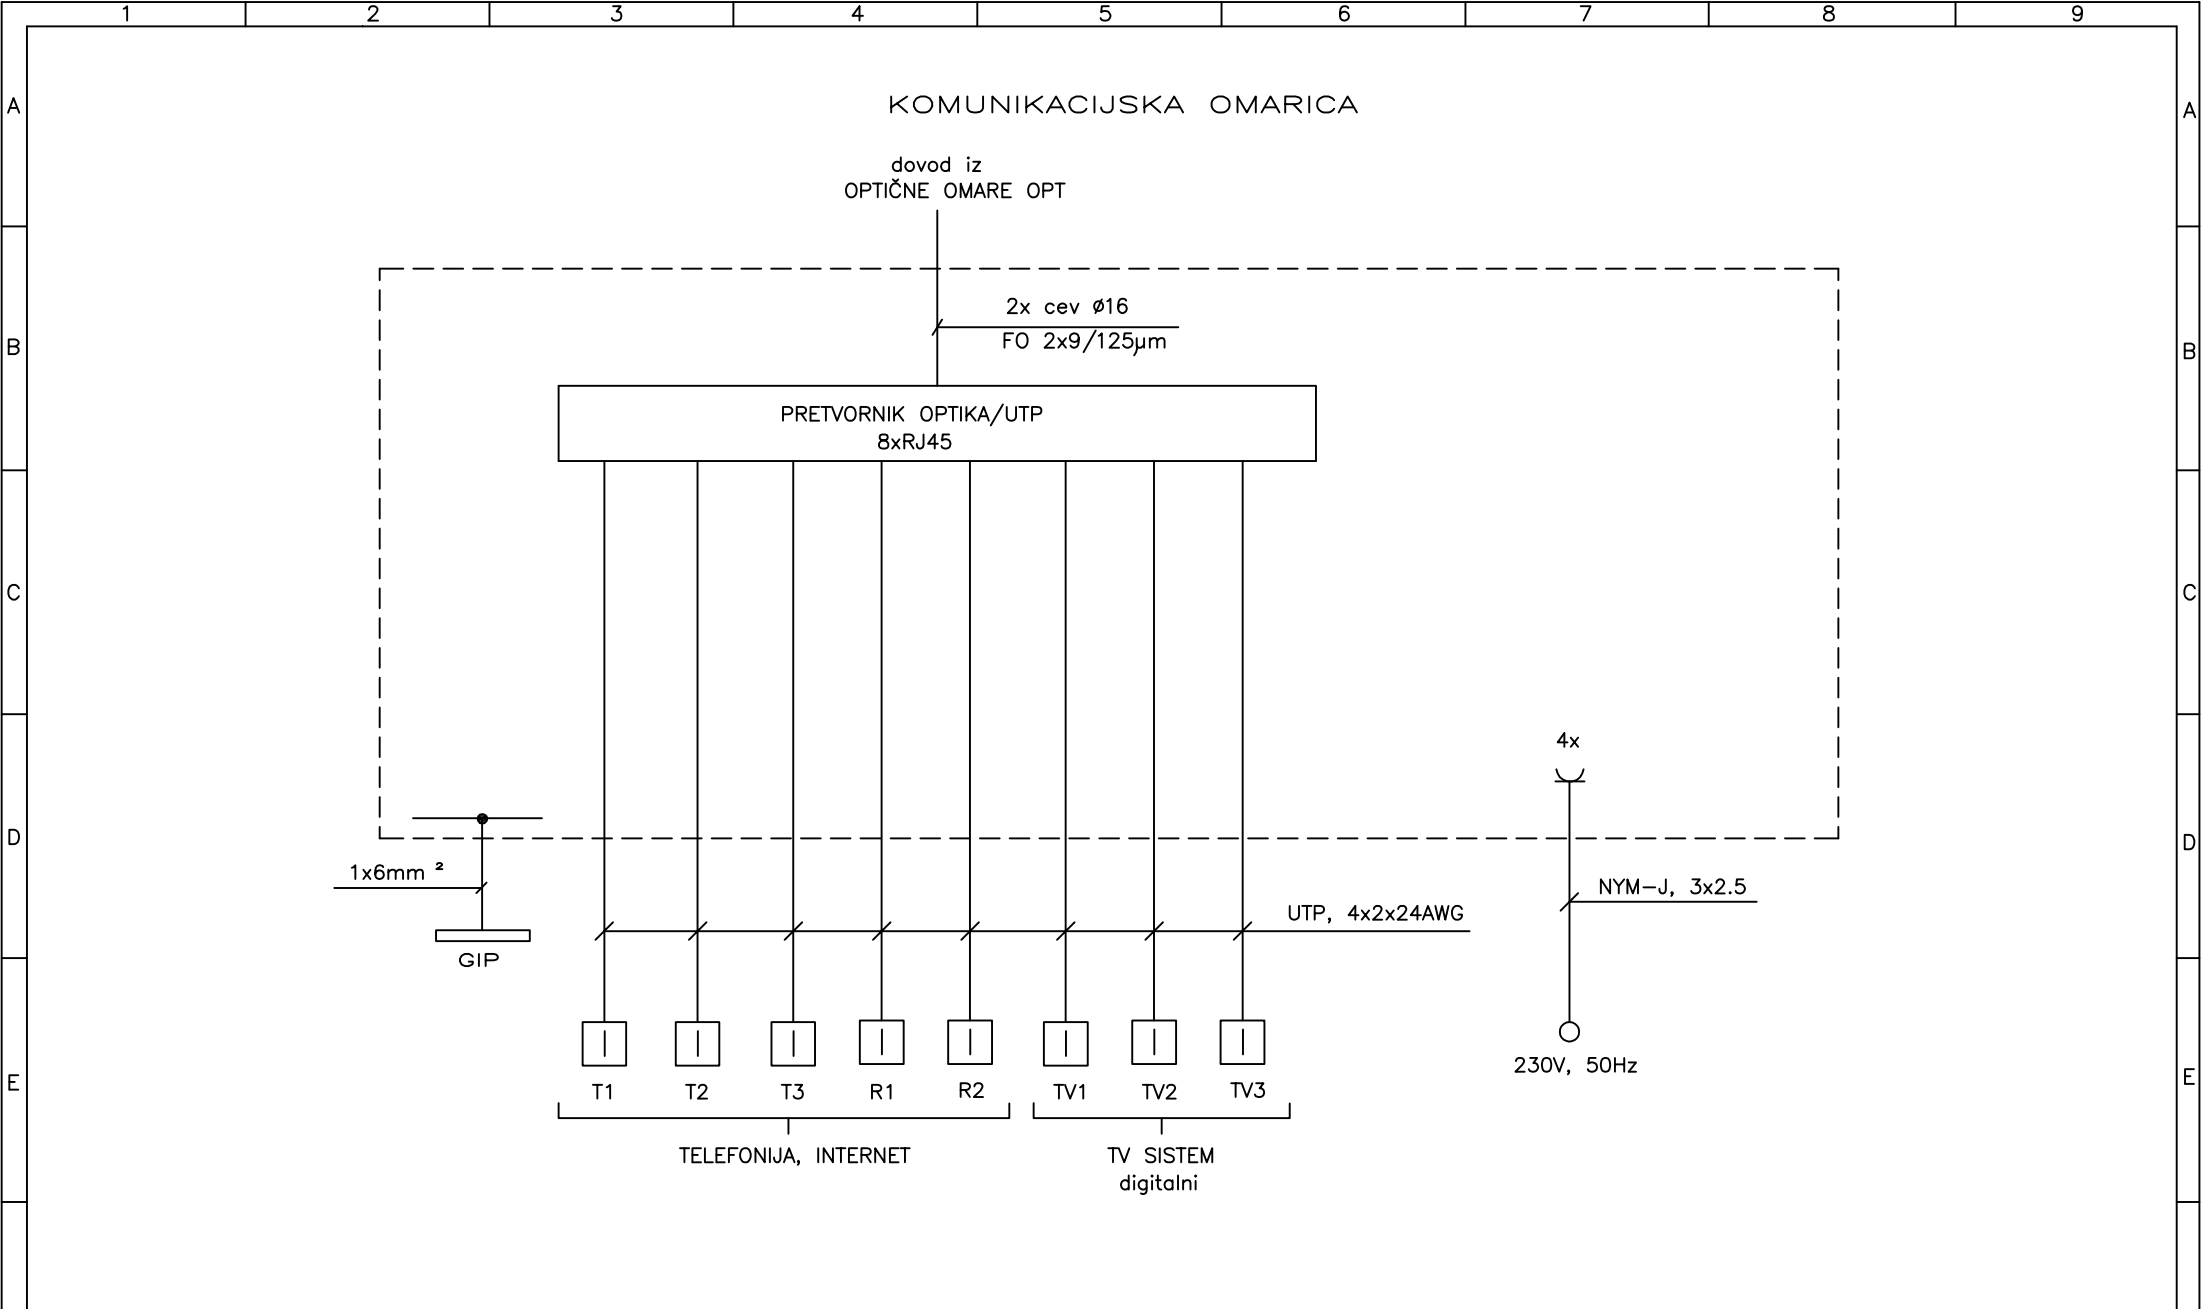 1 2 3 4 5 6 7 8 9
A A
KOMUNIKACIJSKA OMARICA
dovod iz
OPTIČNE OMARE OPT
2x cev Ø16
B B
FO 2x9/125µm
PRETVORNIK OPTIKA/UTP
8xRJ45
C C
4x
D D
1x6mm ²
NYM-J, 3x2.5
UTP, 4x2x24AWG
GIP
230V, 50Hz
E E
T1 T2 T3 R1 R2 TV1 TV2 TV3
TELEFONIJA, INTERNET
TV SISTEM
digitalni